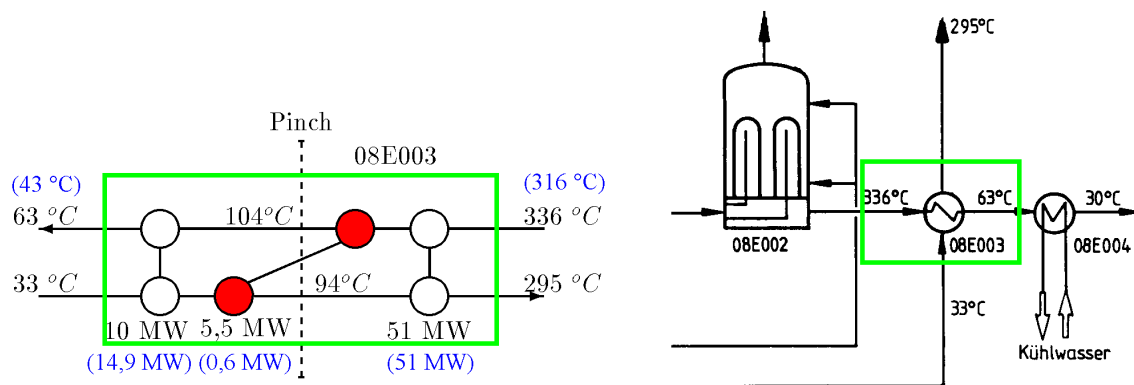 Pinch
08E003
(43 °C)
(316 °C)
63 °C
104°C
336 °C
33 °C
94°C
295 °C
10 MW
5,5 MW
51 MW
(14,9 MW)
(0,6 MW)
(51 MW)
295°C
336°C
63°C
30°C
08E002
08E003
08E004
33°C
Kühlwasser